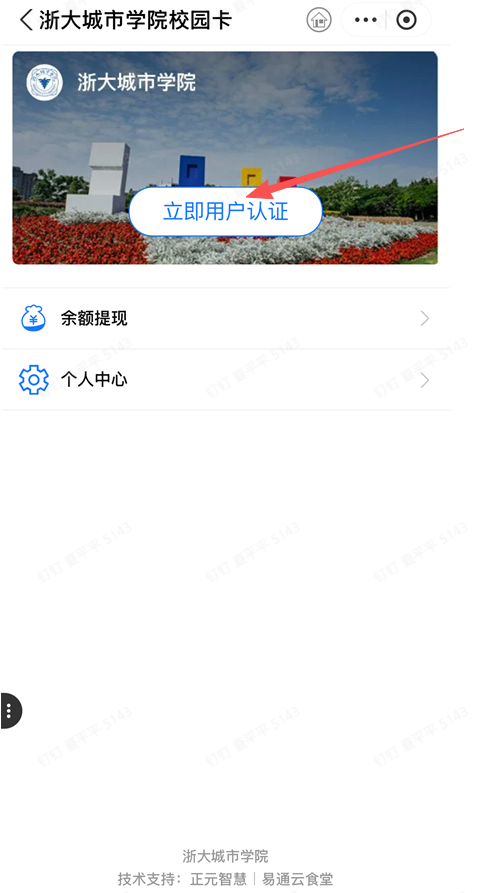 浙大城市学院校园卡
浙大城市学院
立即用户认证
余额提现
个人中心
浙大城市学院
技术支持：正元智慧｜易通云食堂